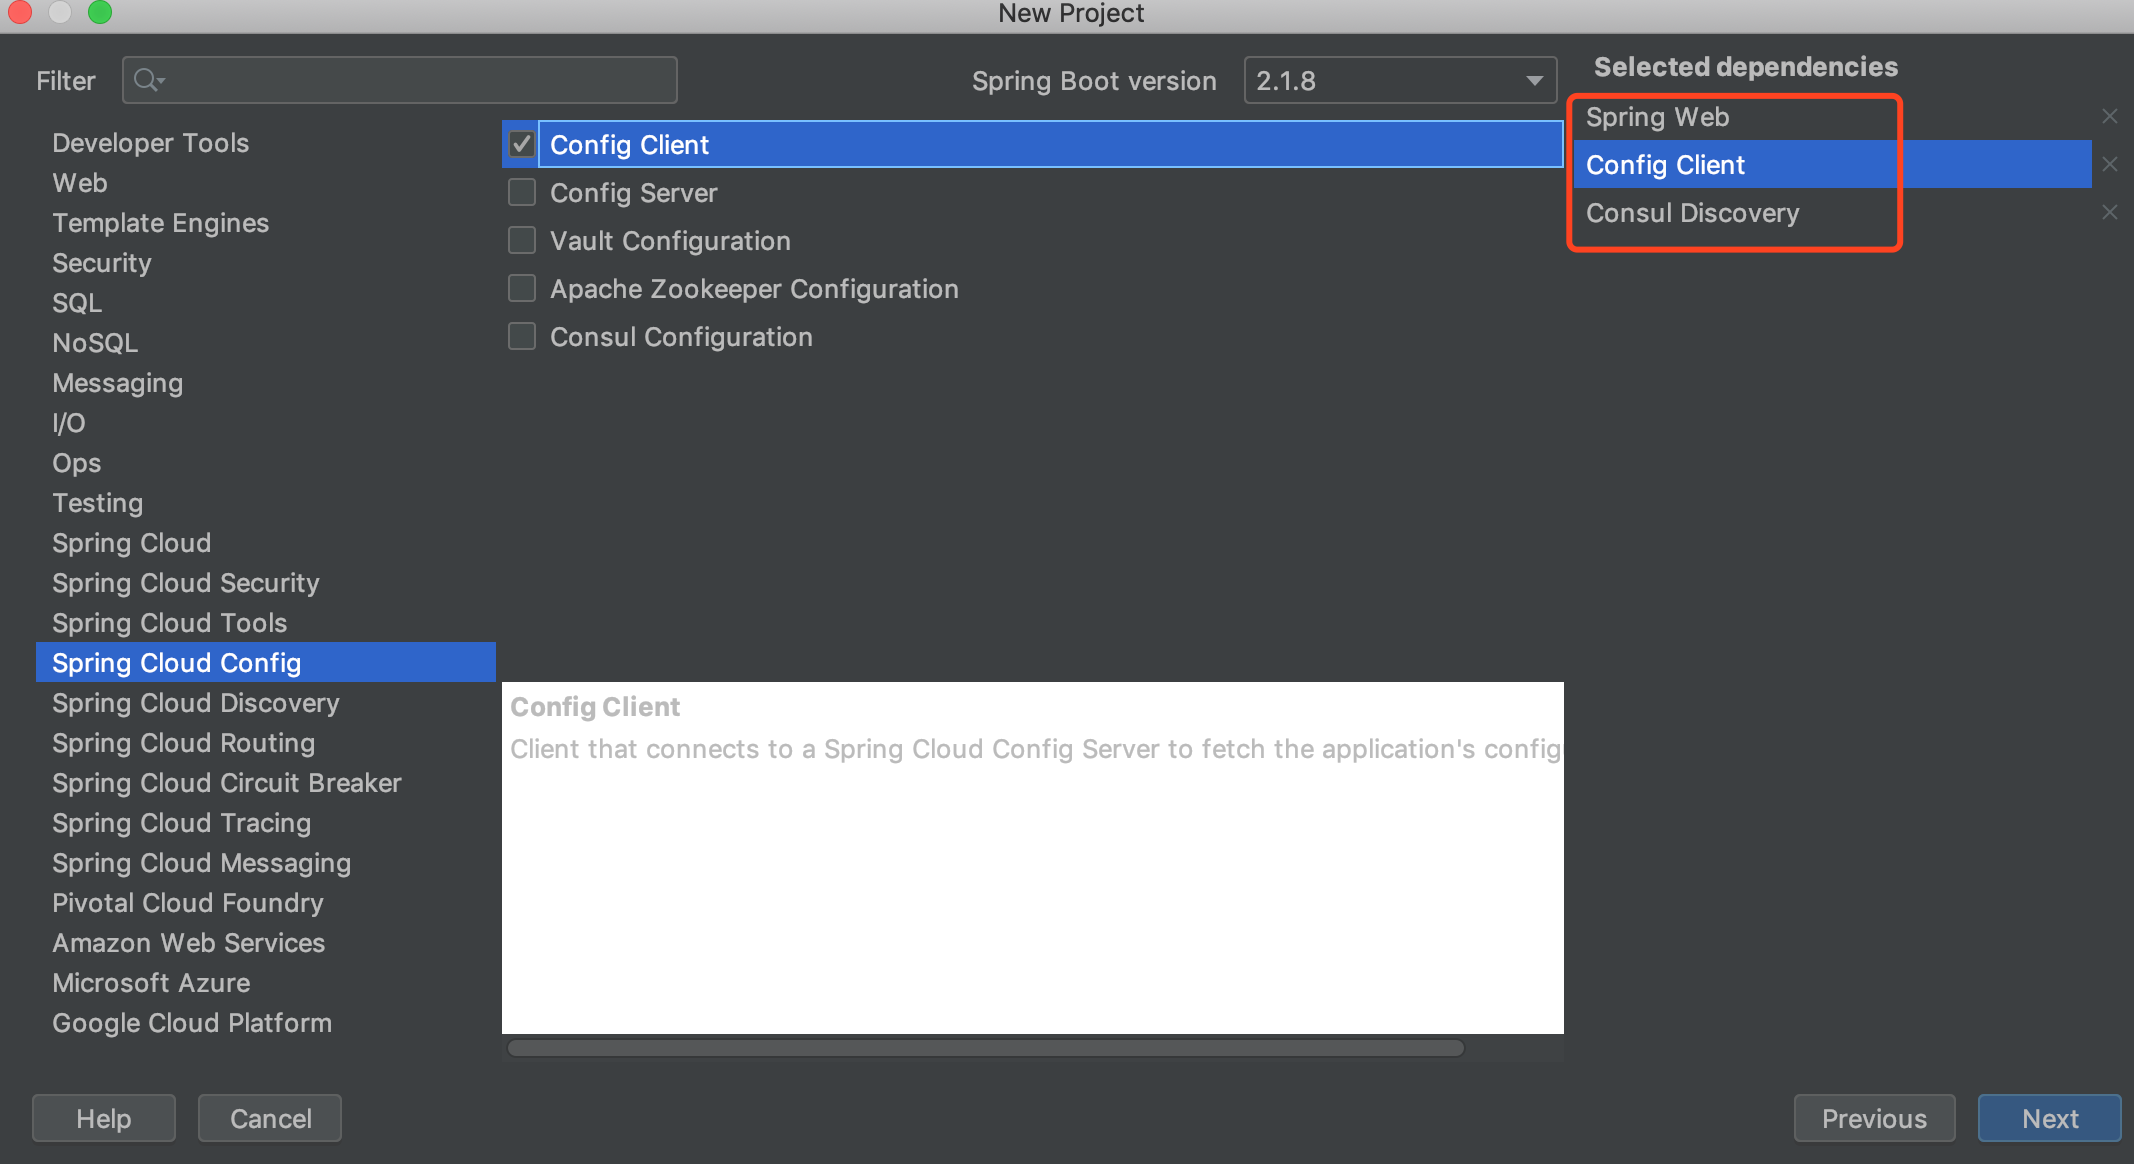 New Project
Filter
Spring Boot version
2.1.8
Selected dependencies
Developer Tools
Web
Template Engines
Security
SQL
NoSQL
Messaging
I/O
Ops
Testing
Spring Cloud
Spring Cloud Security
Spring Cloud Tools
Spring Cloud Config
Spring Cloud Discovery
Spring Cloud Routing
Spring Cloud Circuit Breaker
Spring Cloud Tracing
Spring Cloud Messaging
Pivotal Cloud Foundry
Amazon Web Services
Microsoft Azure
Google Cloud Platform
Config Client
Config Server
Vault Configuration
Apache Zookeeper Configuration
Consul Configuration
Config Client
Client that connects to a Spring Cloud Config Server to fetch the application's config
Spring Web
Config Client
Consul Discovery
Help
Cancel
Previous
Next